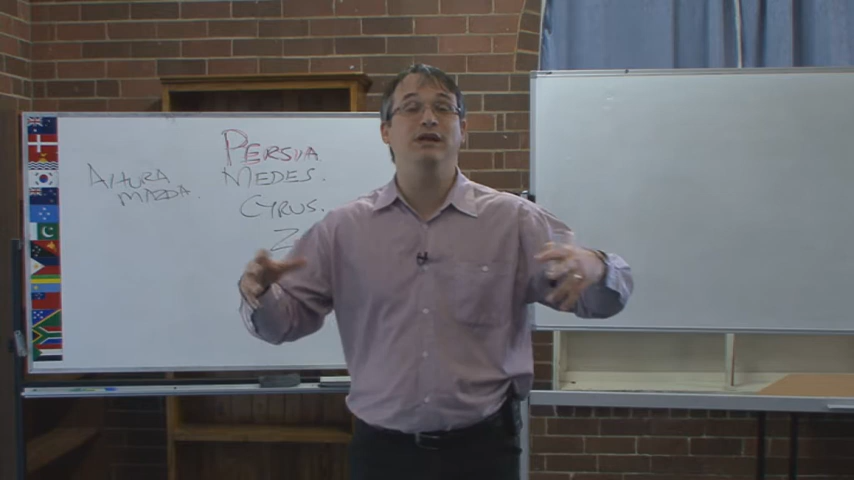 PERSIA
MEDES.
AHURA
MAZDA.
CYRUS.
Z